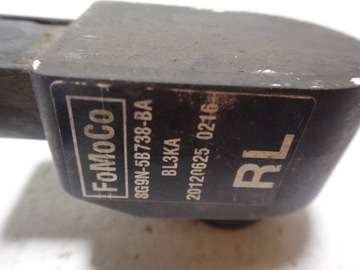 FoMoCo
8G9N-5B738-BA
BL3KA
20120625 0216
RL